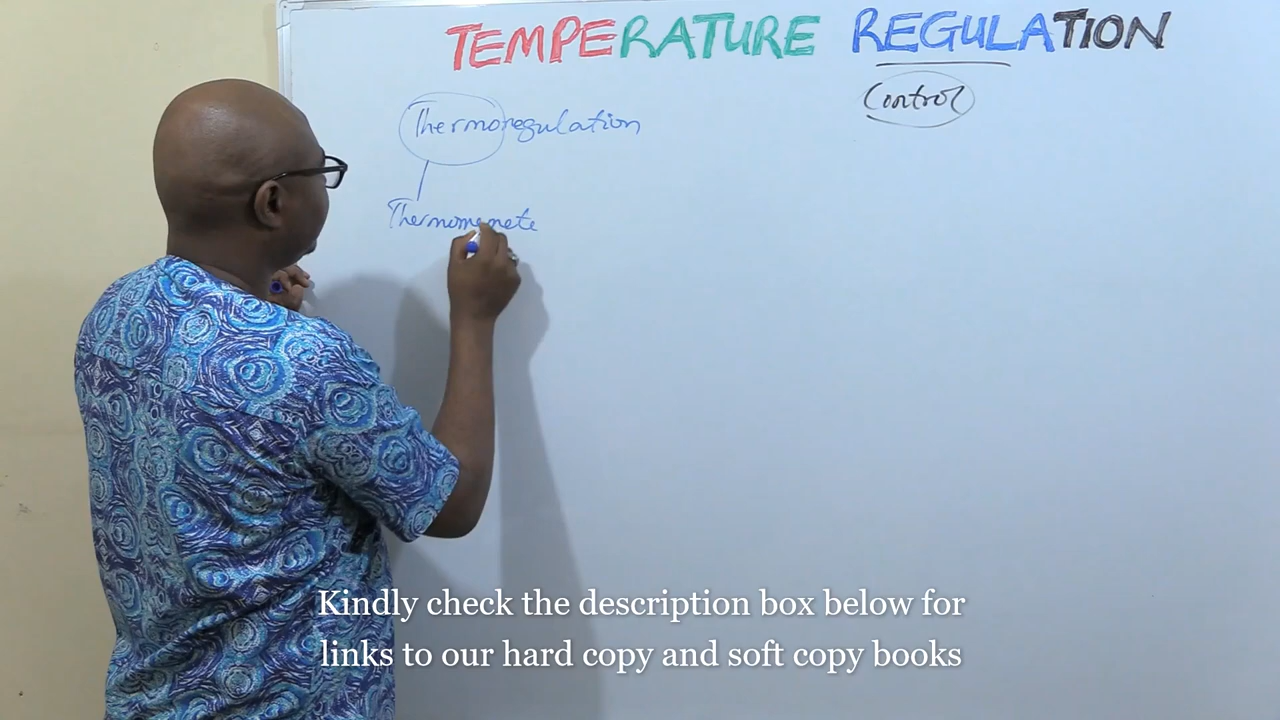 TEMPERATURE REGULATION
Control
Thermoregulation
Kindly check the description box below for
links to our hard copy and soft copy books